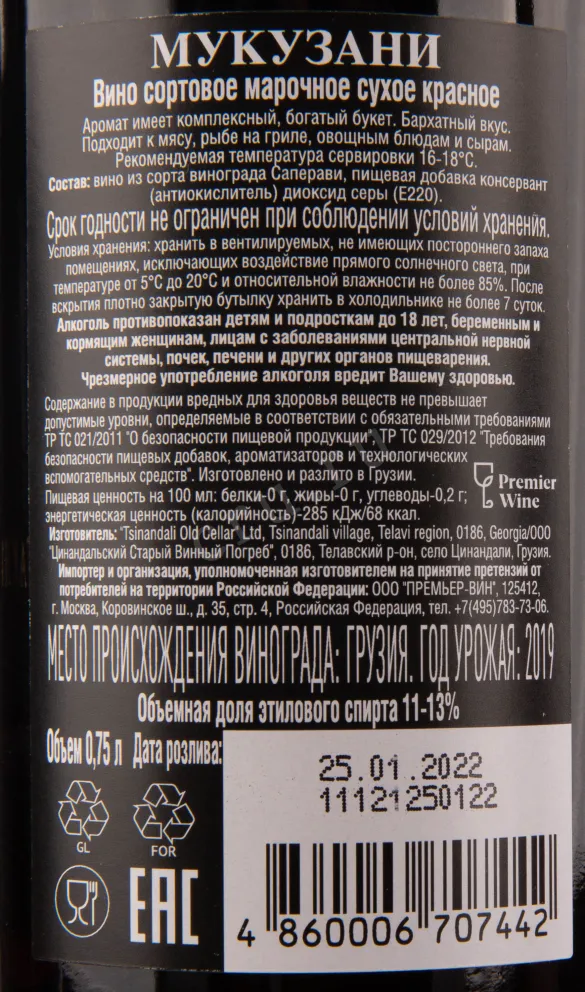 МУКУЗАНИ
Вино сортовое марочное сухое красное
Аромат имеет комплексный, богатый букет. Бархатный вкус.
Подходит к мясу, рыбе на гриле, овощным блюдам и сырам.
Рекомендуемая температура сервировки 16-18°С.
Состав: вино из сорта винограда Саперави, пищевая добавка консервант
(антиокислитель) диоксид серы (Е220).
Срок годности не ограничен при соблюдении условий хранения.
Условия хранения: хранить в вентилируемых, не имеющих постороннего запаха
помещениях, исключающих воздействие прямого солнечного света, при
температуре от 5°С до 20°С и относительной влажности не более 85%. После
вскрытия плотно закрытую бутылку хранить в холодильнике не более 7 суток.
Алкоголь противопоказан детям и подросткам до 18 лет, беременным и
кормящим женщинам, лицам с заболеваниями центральной нервной
системы, почек, печени и других органов пищеварения.
Чрезмерное употребление алкоголя вредит Вашему здоровью.
Содержание в продукции вредных для здоровья веществ не превышает
допустимые уровни, определяемые в соответствии с обязательными требованиями
ТР ТС 021/2011 "О безопасности пищевой продукции", ТР ТС 029/2012 "Требования
безопасности пищевых добавок, ароматизаторов и технологических
вспомогательных средств". Изготовлено и разлито в Грузии.
Пищевая ценность на 100 мл: белки-0 г, жиры-0 г, углеводы-0,2 г;
энергетическая ценность (калорийность)-285 кДж/68 ккал.
Premier
Wine
Изготовитель: "Tsinandali Old Cellar" Ltd, Tsinandali village, Telavi region, 0186, Georgia/ООО
"Цинандальский Старый Винный Погреб", 0186, Телавский р-он, село Цинандали, Грузия.
Импортер и организация, уполномоченная изготовителем на принятие претензий от
потребителей на территории Российской Федерации: ООО "ПРЕМЬЕР-ВИН", 125412,
г. Москва, Коровинское ш., д. 35, стр. 4, Российская Федерация, тел. +7(495)783-73-06.
МЕСТО ПРОИСХОЖДЕНИЯ ВИНОГРАДА: ГРУЗИЯ. ГОД УРОЖАЯ: 2019
Объемная доля этилового спирта 11-13%
Объем 0,75 л Дата розлива:
25.01.2022
11121250122
GL FOR
EAC
4 860006 707442